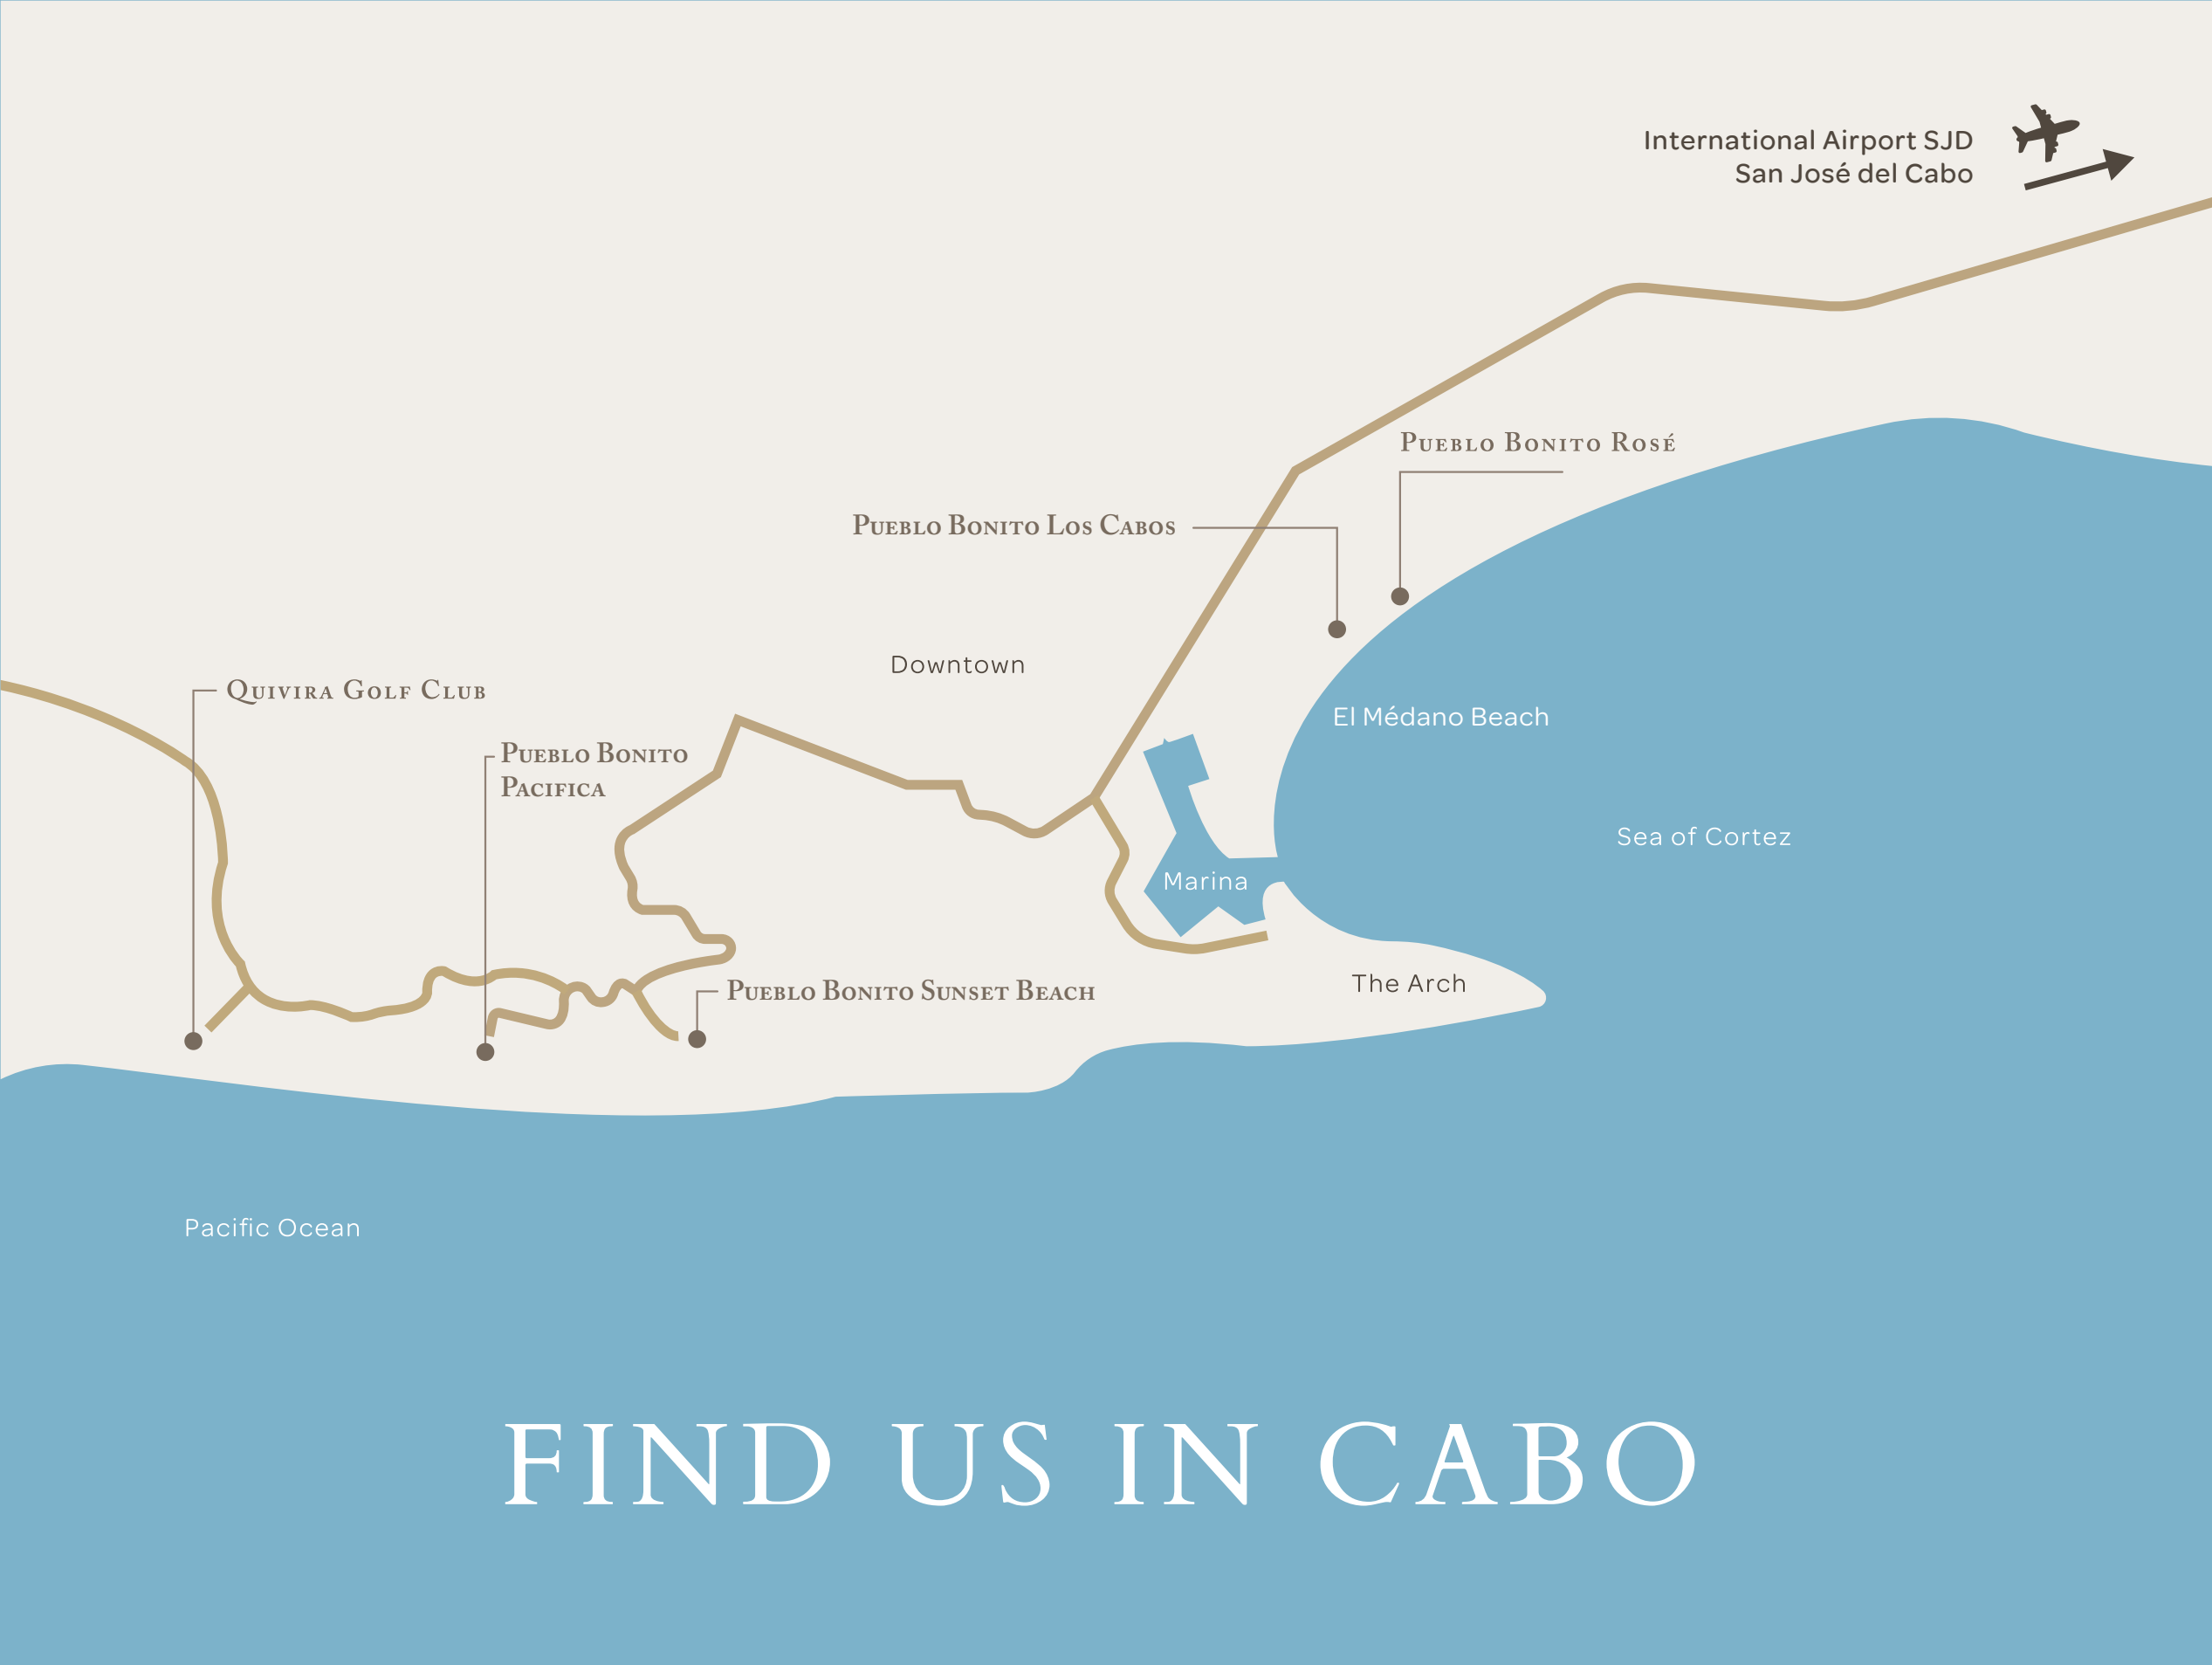 International Airport SJD
San José del Cabo
Pueblo Bonito Rosé
Pueblo Bonito Los Cabos
Downtown
Quivira Golf Club
El Médano Beach
Pueblo Bonito
Pacifica
Sea of Cortez
Marina
The Arch
Pueblo Bonito Sunset Beach
Pacific Ocean
FIND US IN CABO